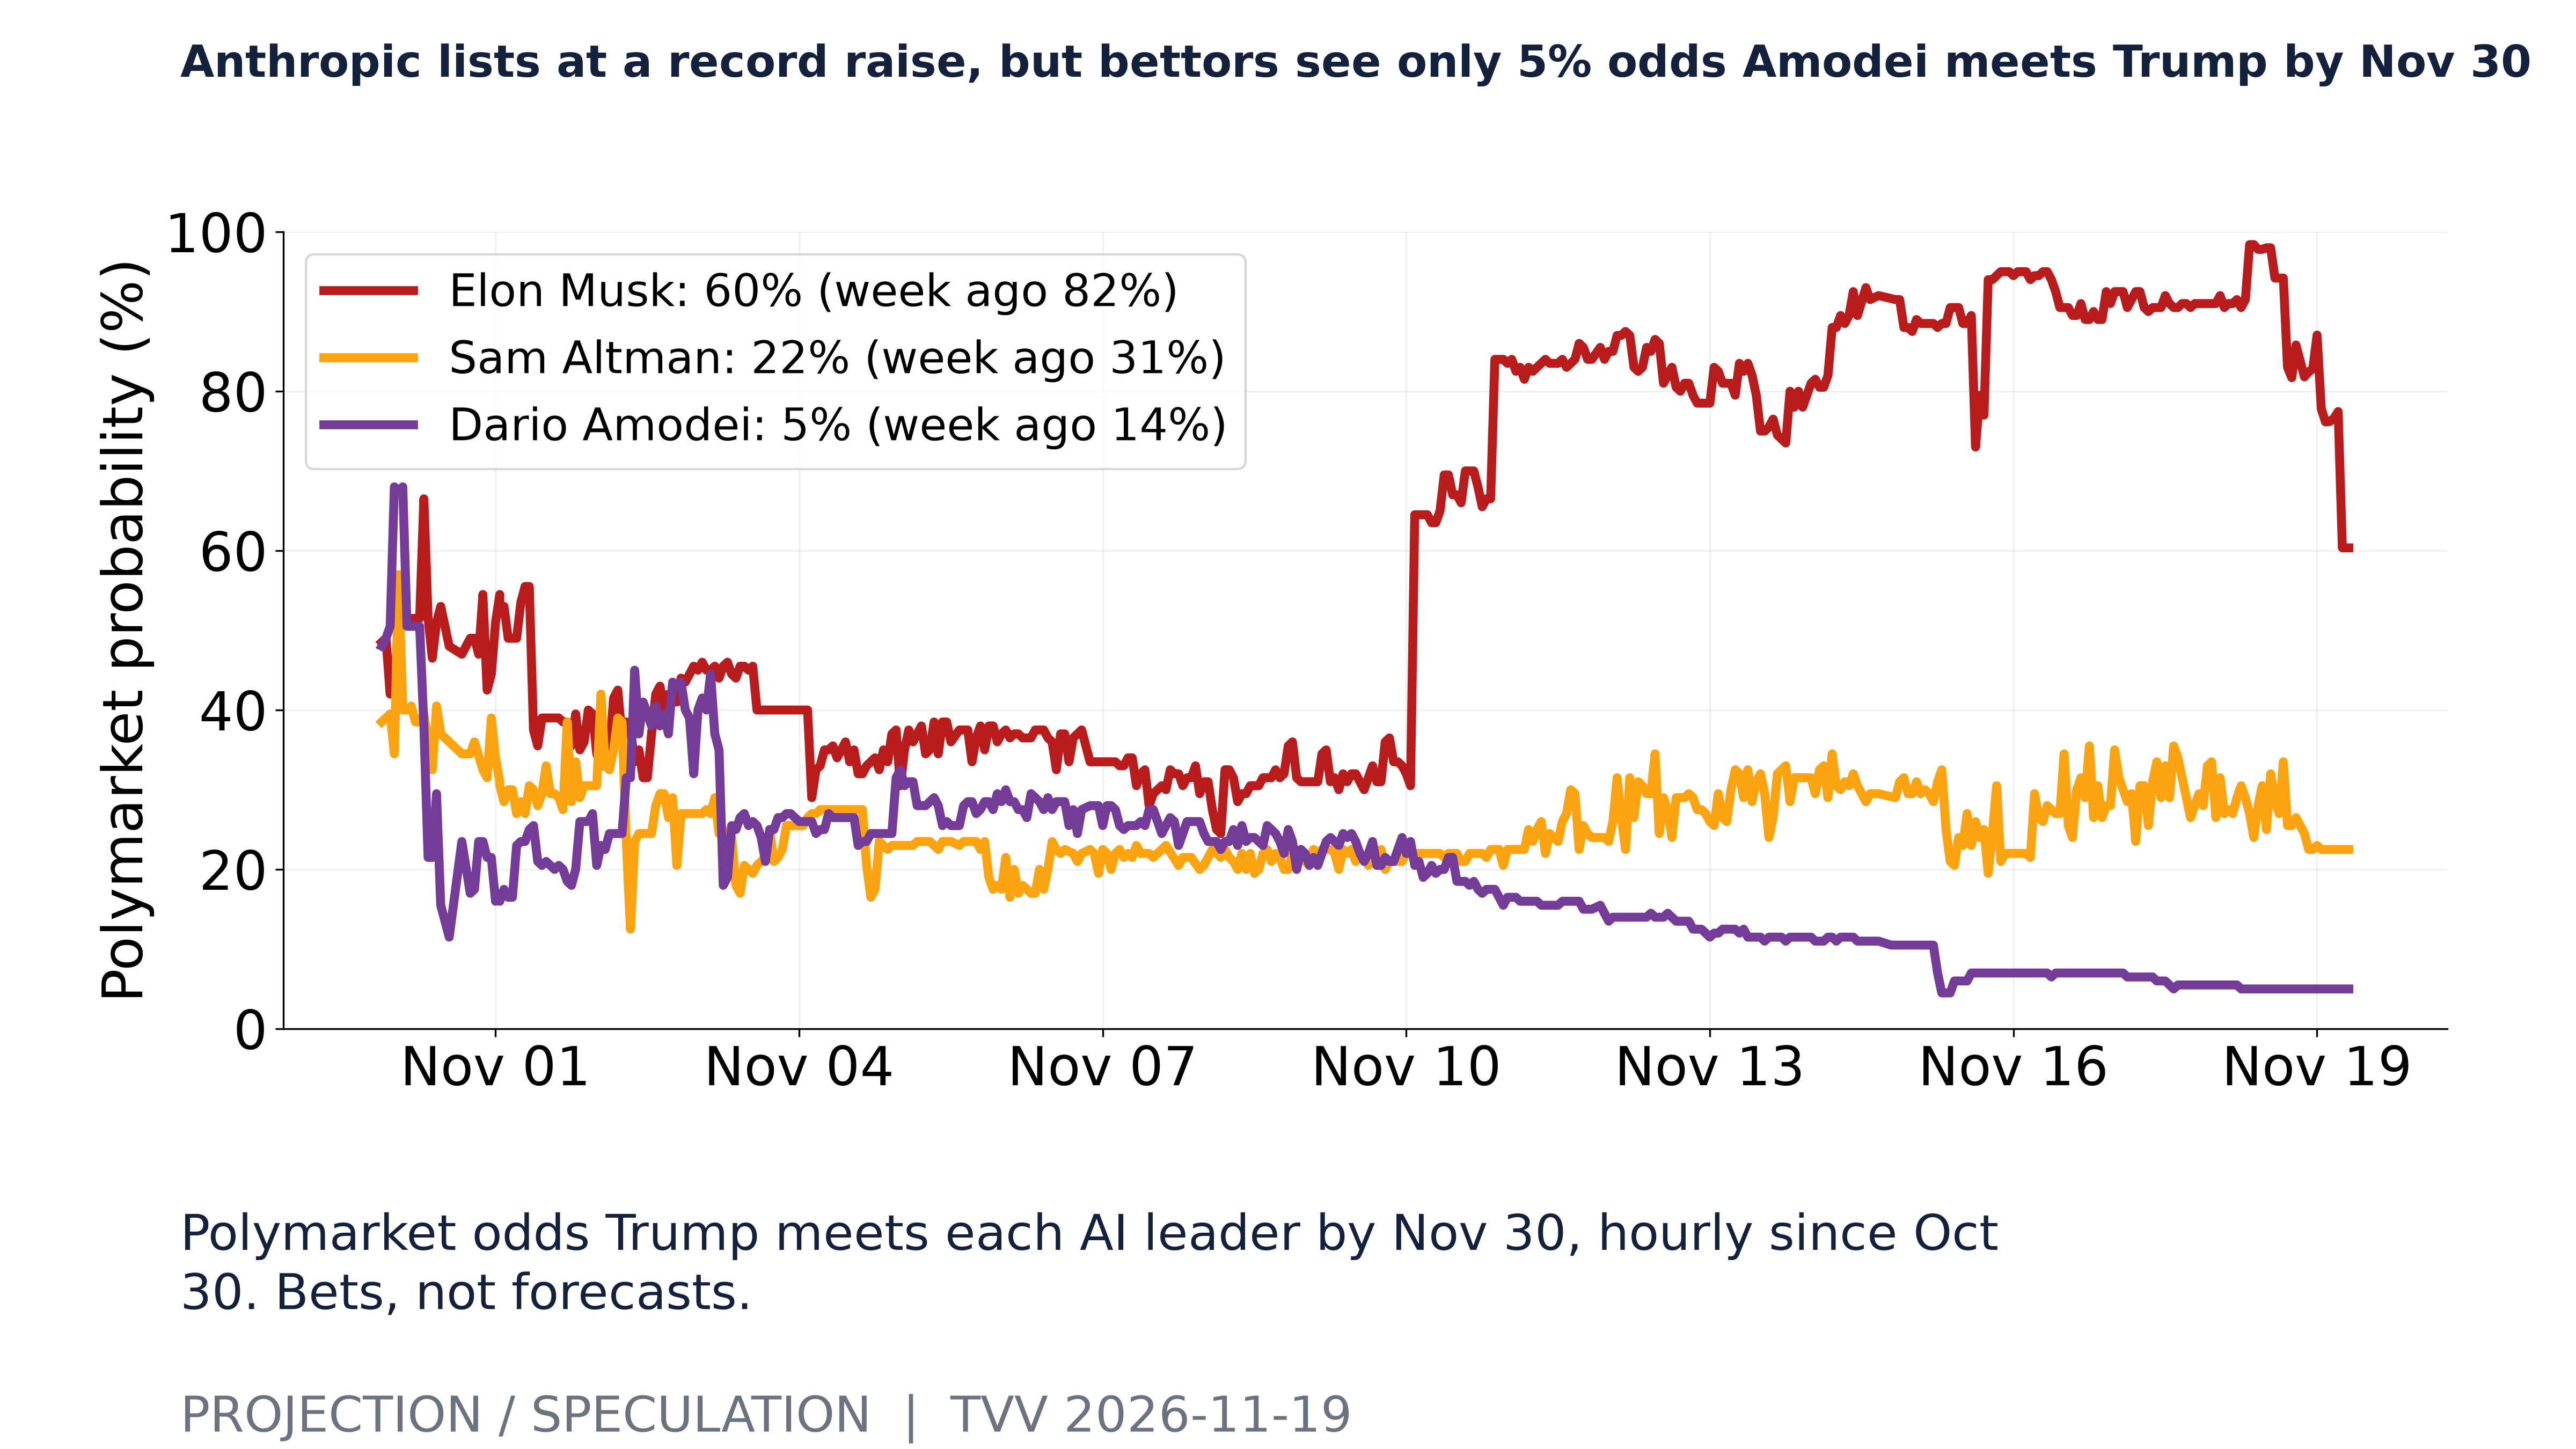 Anthropic lists at a record raise, but bettors see only 5% odds Amodei meets Trump by Nov 30
Polymarket probability (%)
100
80
60
40
20
0
Elon Musk: 60% (week ago 82%)
Sam Altman: 22% (week ago 31%)
Dario Amodei: 5% (week ago 14%)
Nov 01
Nov 04
Nov 07
Nov 10
Nov 13
Nov 16
Nov 19
Polymarket odds Trump meets each AI leader by Nov 30, hourly since Oct
30. Bets, not forecasts.
PROJECTION / SPECULATION | TVV 2026-11-19